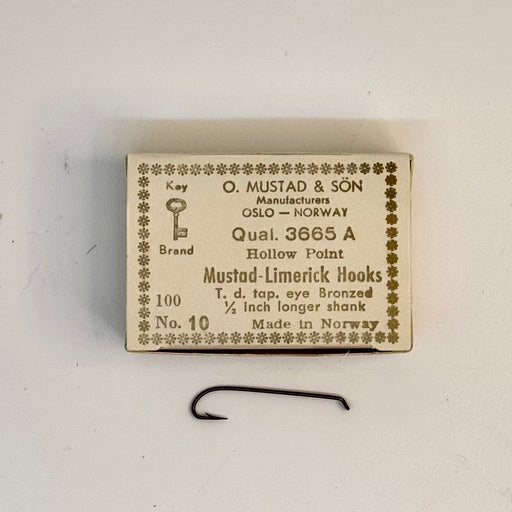 Key
Brand
O. MUSTAD & SÖN
Manufacturers
OSLO — NORWAY
Qual. 3665 A
Hollow Point
Mustad-Limerick Hooks
T. d. tap. eye Bronzed
½ inch longer shank
100
No. 10
Made in Norway